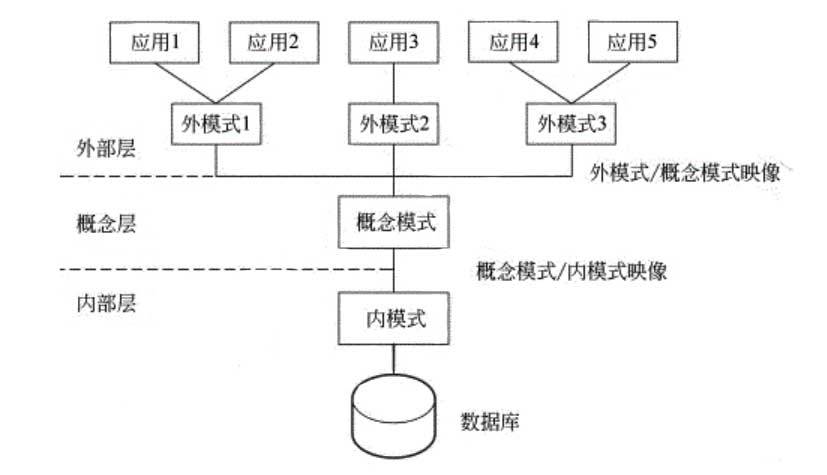 应用1
应用2
应用3
应用4
应用5
外模式1
外模式2
外模式3
外部层
外模式/概念模式映像
概念层
概念模式
概念模式/内模式映像
内部层
内模式
数据库